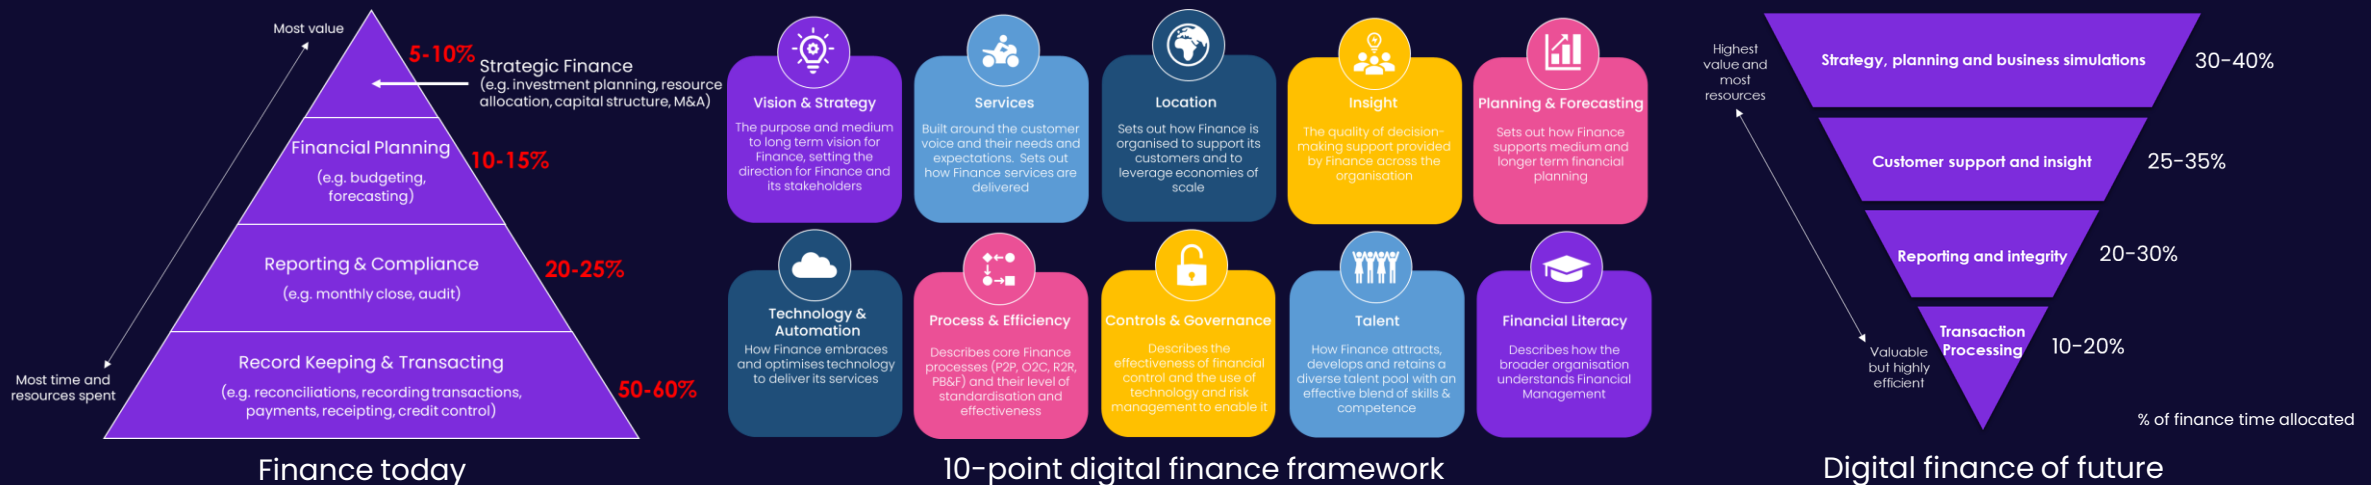 Most value
5-10%
Strategic Finance
(e.g. investment planning, resource
allocation, capital structure, M&A)
Financial Planning
(e.g. budgeting,
forecasting)
10-15%
Reporting & Compliance
(e.g. monthly close, audit)
20-25%
Record Keeping & Transacting
(e.g. reconciliations, recording transactions,
payments, receipting, credit control)
50-60%
Most time and
resources spent
Finance today
Vision & Strategy
The purpose and medium
to long term vision for
Finance, setting the
direction for Finance and
its stakeholders
Services
Built around the customer
voice and their needs and
expectations. Sets out
how Finance services are
delivered
Location
Sets out how Finance is
organised to support its
customers and to
leverage economies of
scale
Insight
The quality of decision-
making support provided
by Finance across the
organisation
Planning & Forecasting
Sets out how Finance
supports medium and
longer term financial
planning
Technology &
Automation
How Finance embraces
and optimises technology
to deliver its services
Process & Efficiency
Describes core Finance
processes (P2P, O2C, R2R,
PB&F) and their level of
standardisation and
effectiveness
Controls & Governance
Describes the
effectiveness of financial
control and the use of
technology and risk
management to enable it
Talent
How Finance attracts,
develops and retains a
diverse talent pool with an
effective blend of skills &
competence
Financial Literacy
Describes how the
broader organisation
understands Financial
Management
10-point digital finance framework
Highest
value and
most
resources
Strategy, planning and business simulations
30-40%
Customer support and insight
25-35%
Reporting and integrity
20-30%
Transaction
Processing
10-20%
Valuable
but highly
efficient
% of finance time allocated
Digital finance of future